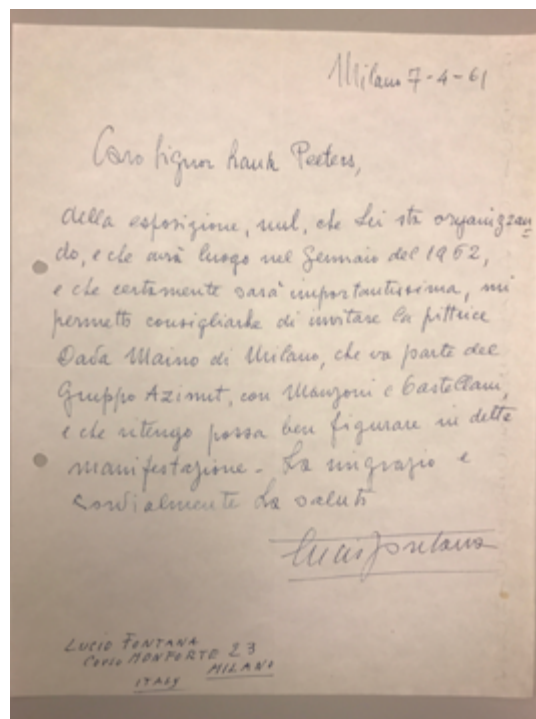 Milano 7-4-61
Caro Signor hank Peeters,
della esposizione, nul, che Lei sta organizzan
do, e che avrà luogo nel Gennaio del 1962,
e che certamente sarà importantissima, mi
permetto consigliarle di invitare la pittrice
Dada Maino di Milano, che va parte del
Gruppo Azimut, con Manzoni e Castellani,
e che ritengo possa ben figurare in detta
manifestazione - La ringrazio e
cordialmente La saluto
Lucio Fontana
LUCIO FONTANA
CORSO MONFORTE 23
MILANO
ITALY